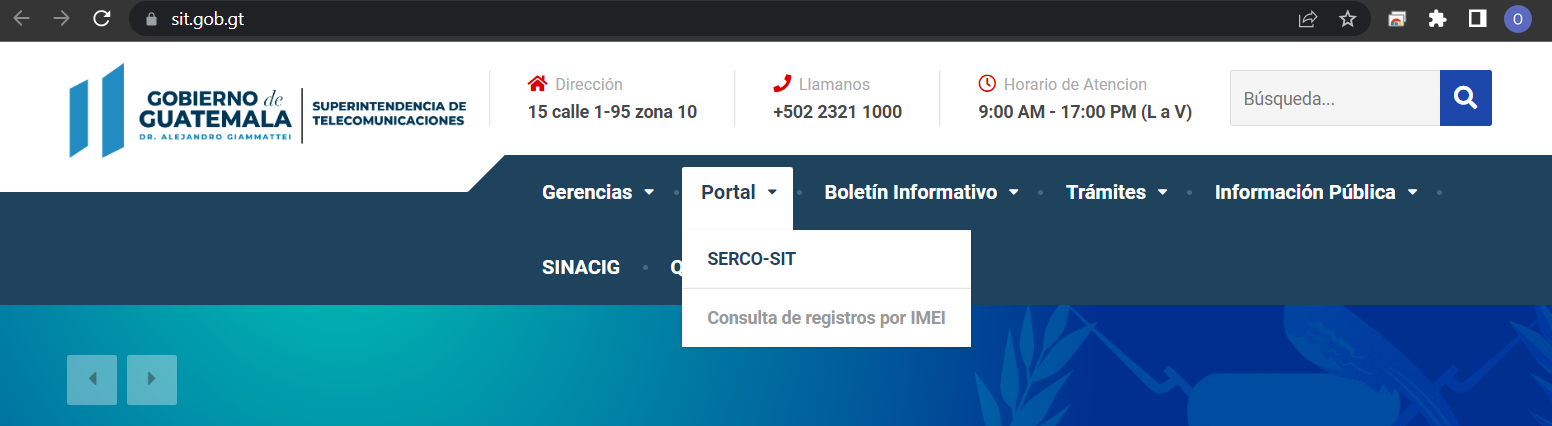 sit.gob.gt
O
GOBIERNO de
GUATEMALA
DR. ALEJANDRO GIAMMATTEI
SUPERINTENDENCIA DE
TELECOMUNICACIONES
Dirección
15 calle 1-95 zona 10
Llamanos
+502 2321 1000
Horario de Atencion
9:00 AM - 17:00 PM (L a V)
Búsqueda...
Gerencias
Portal
Boletín Informativo
Trámites
Información Pública
SINACIG
SERCO-SIT
Consulta de registros por IMEI